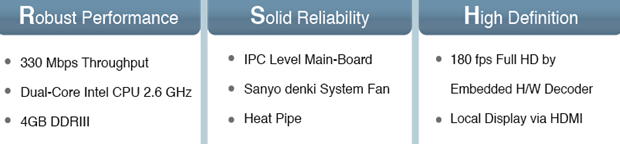 Robust Performance
330 Mbps Throughput
Dual-Core Intel CPU 2.6 GHz
4GB DDRIII
Solid Reliability
IPC Level Main-Board
Sanyo denki System Fan
Heat Pipe
High Definition
180 fps Full HD by
Embedded H/W Decoder
Local Display via HDMI